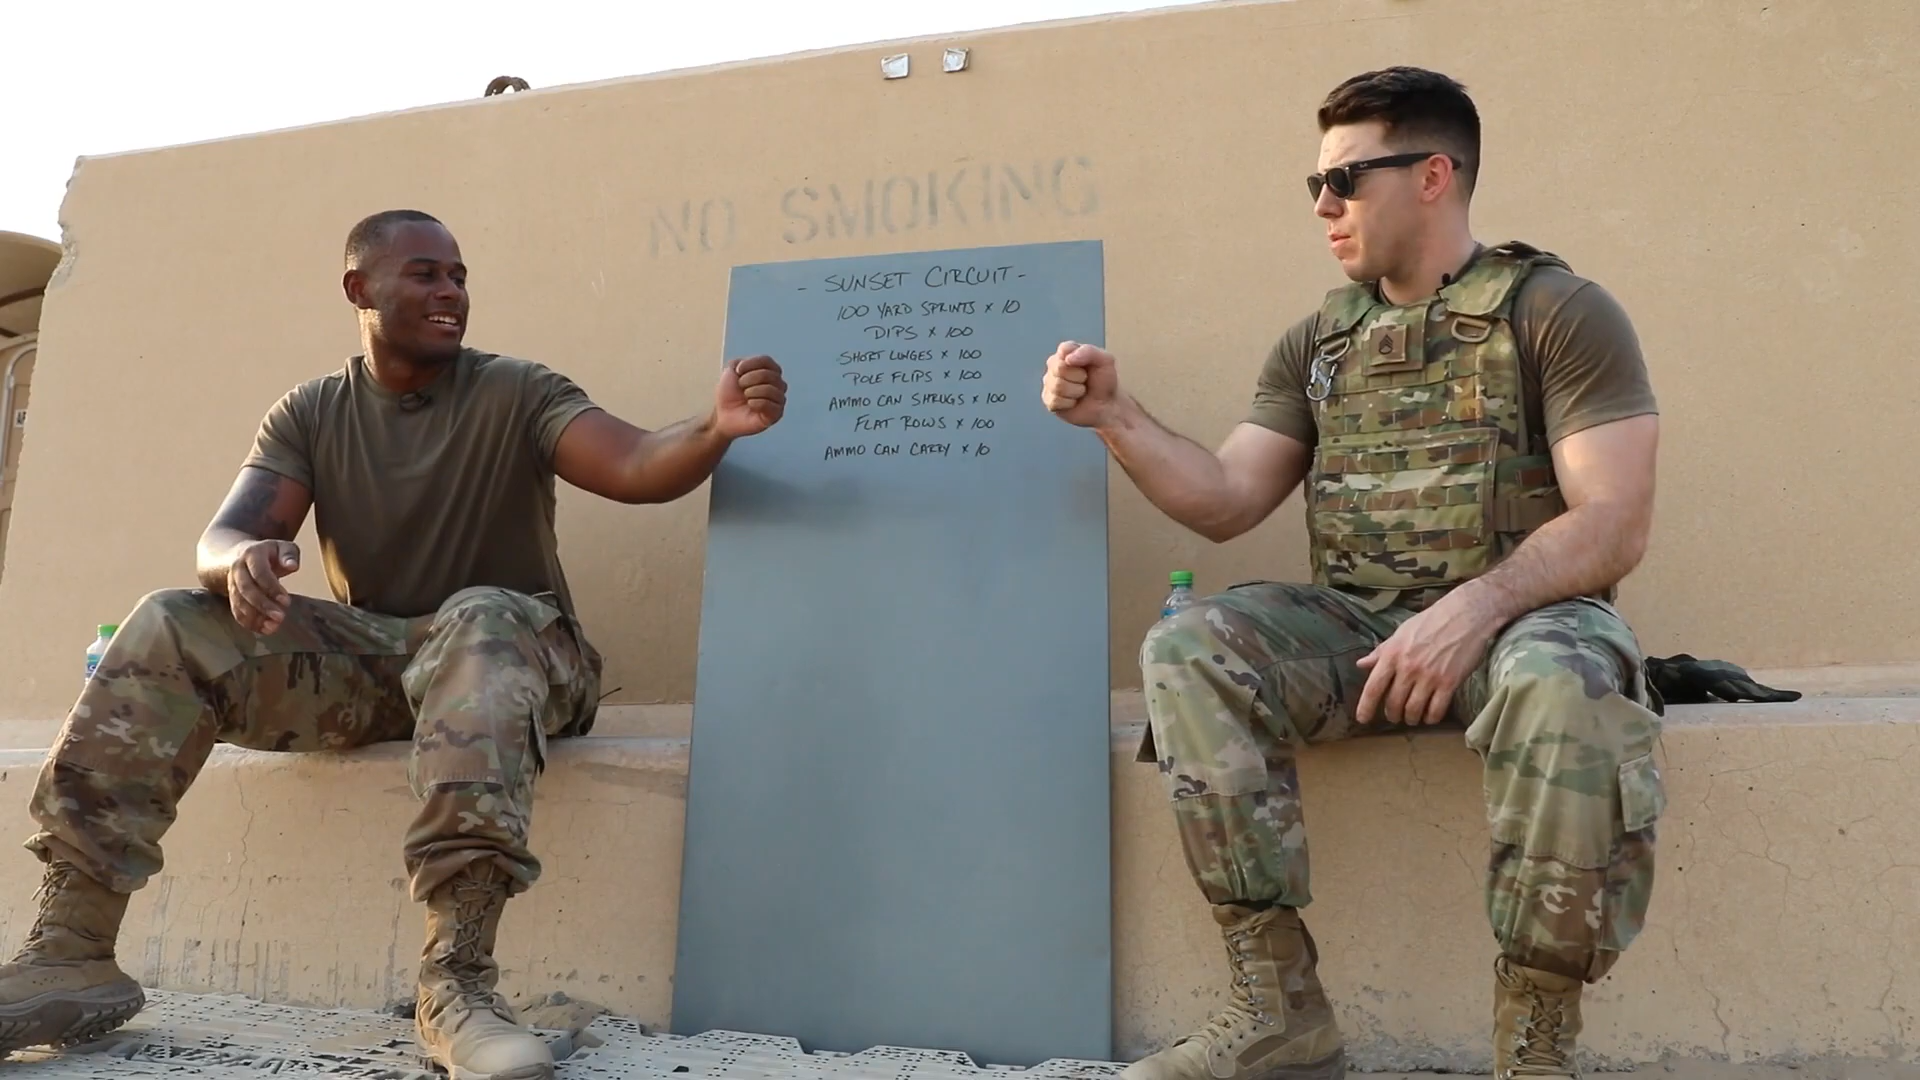 NO SMOKING
- SUNSET CIRCUIT -
100 YARD SPRINTS x 10
DIPS x 100
SHORT LUNGES x 100
POLE FLIPS x 100
AMMO CAN SHRUGS x 100
FLAT ROWS x 100
AMMO CAN CARRY x 10